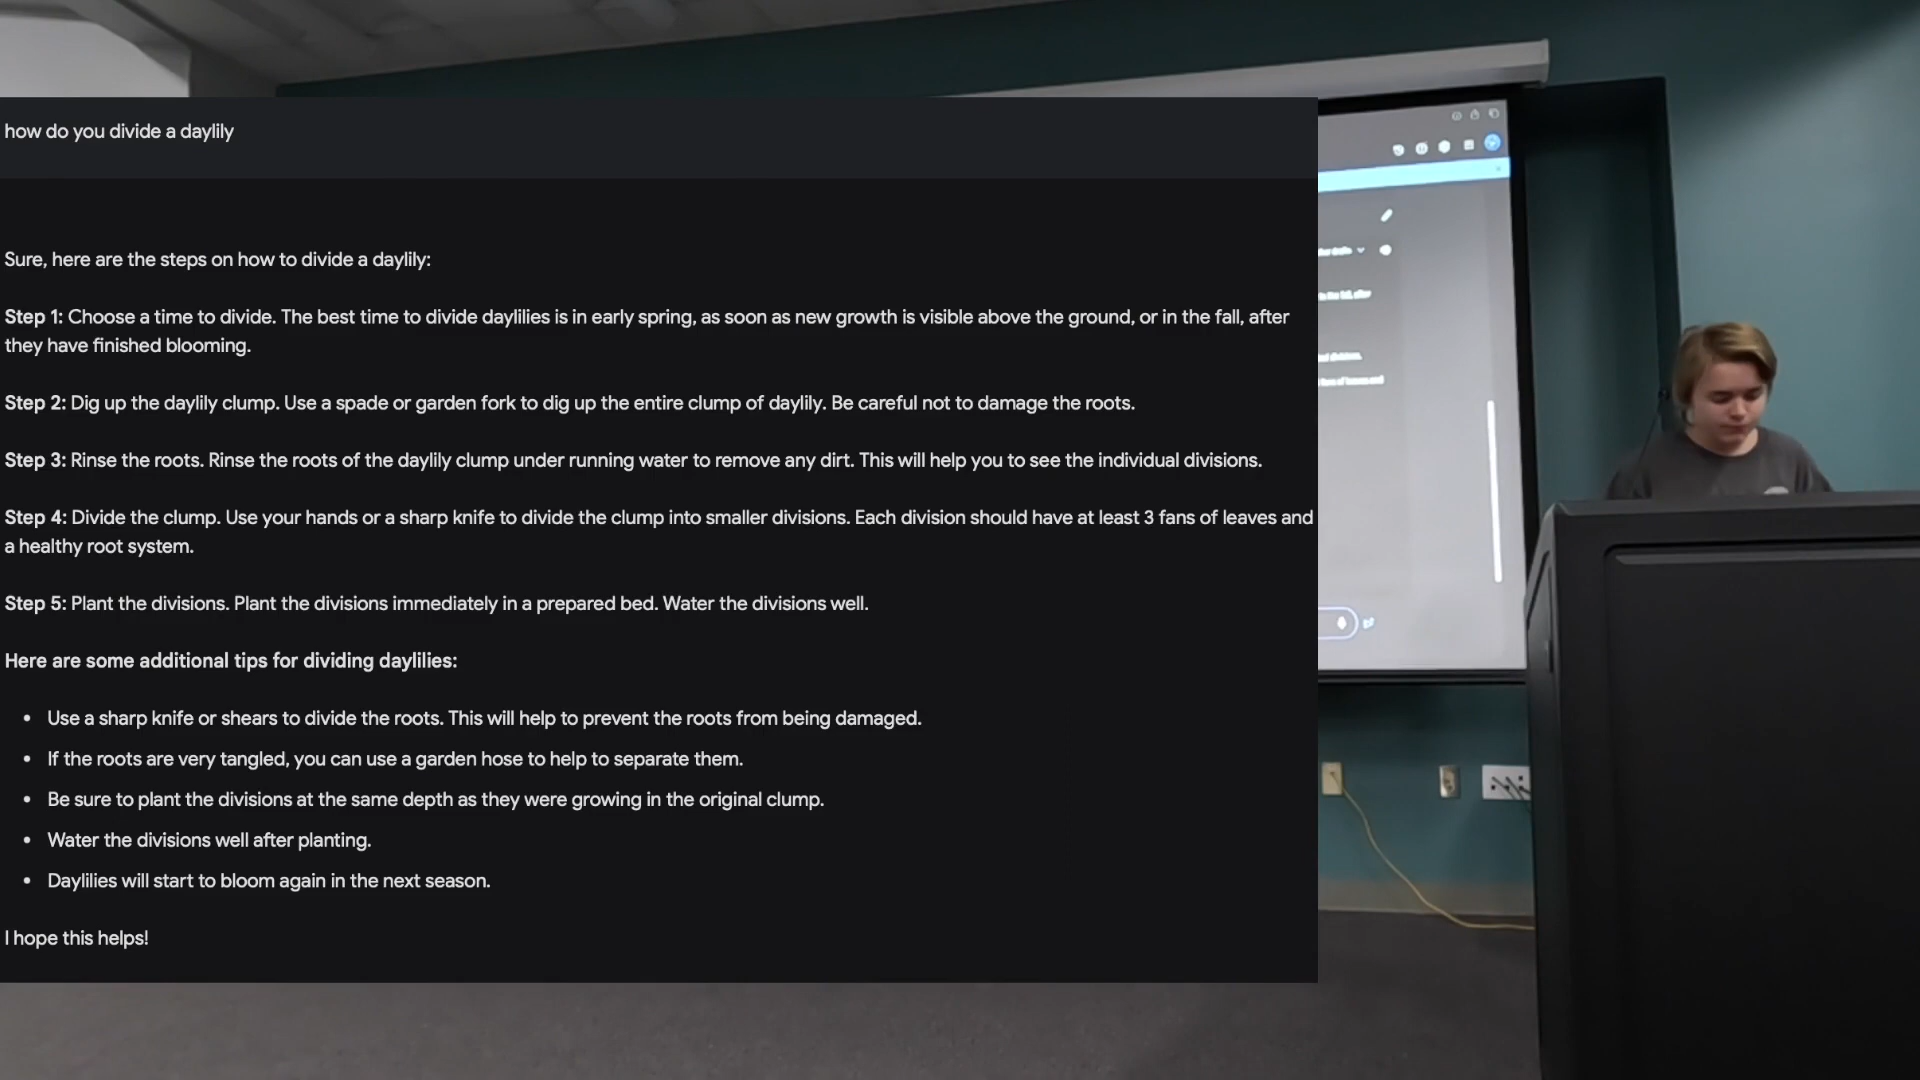 how do you divide a daylily
Sure, here are the steps on how to divide a daylily:
Step 1: Choose a time to divide. The best time to divide daylilies is in early spring, as soon as new growth is visible above the ground, or in the fall, after
they have finished blooming.
Step 2: Dig up the daylily clump. Use a spade or garden fork to dig up the entire clump of daylily. Be careful not to damage the roots.
Step 3: Rinse the roots. Rinse the roots of the daylily clump under running water to remove any dirt. This will help you to see the individual divisions.
Step 4: Divide the clump. Use your hands or a sharp knife to divide the clump into smaller divisions. Each division should have at least 3 fans of leaves and
a healthy root system.
Step 5: Plant the divisions. Plant the divisions immediately in a prepared bed. Water the divisions well.
Here are some additional tips for dividing daylilies:
• Use a sharp knife or shears to divide the roots. This will help to prevent the roots from being damaged.
• If the roots are very tangled, you can use a garden hose to help to separate them.
• Be sure to plant the divisions at the same depth as they were growing in the original clump.
• Water the divisions well after planting.
• Daylilies will start to bloom again in the next season.
I hope this helps!